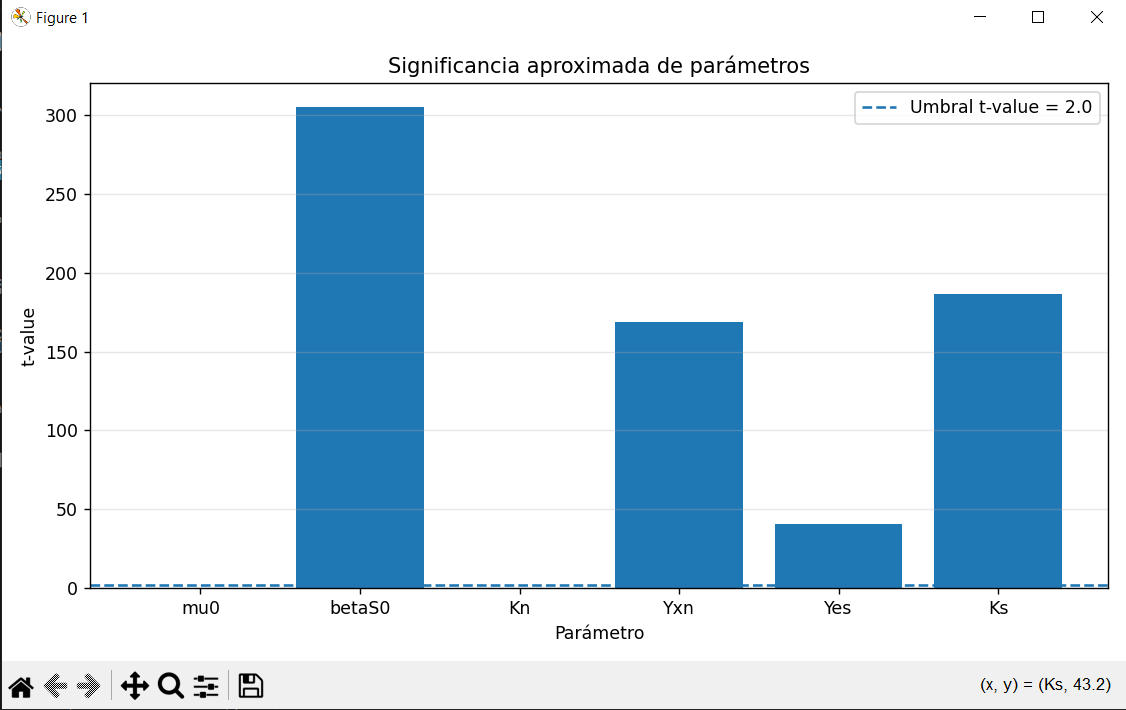 Figure 1
Significancia aproximada de parámetros
Umbral t-value = 2.0
300
250
200
150
100
50
0
t-value
mu0 betaS0 Kn Yxn Yes Ks
Parámetro
(x, y) = (Ks, 43.2)